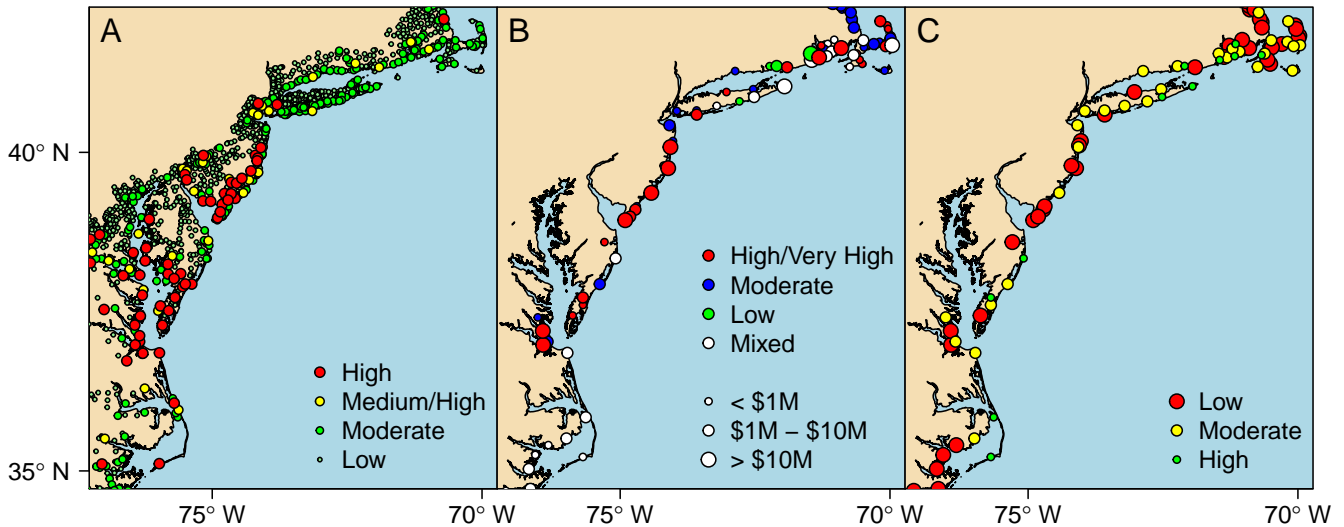 A
B
C
40° N
35° N
High
Medium/High
Moderate
Low
High/Very High
Moderate
Low
Mixed
< $1M
$1M − $10M
> $10M
Low
Moderate
High
75° W
70° W
75° W
70° W
75° W
70° W